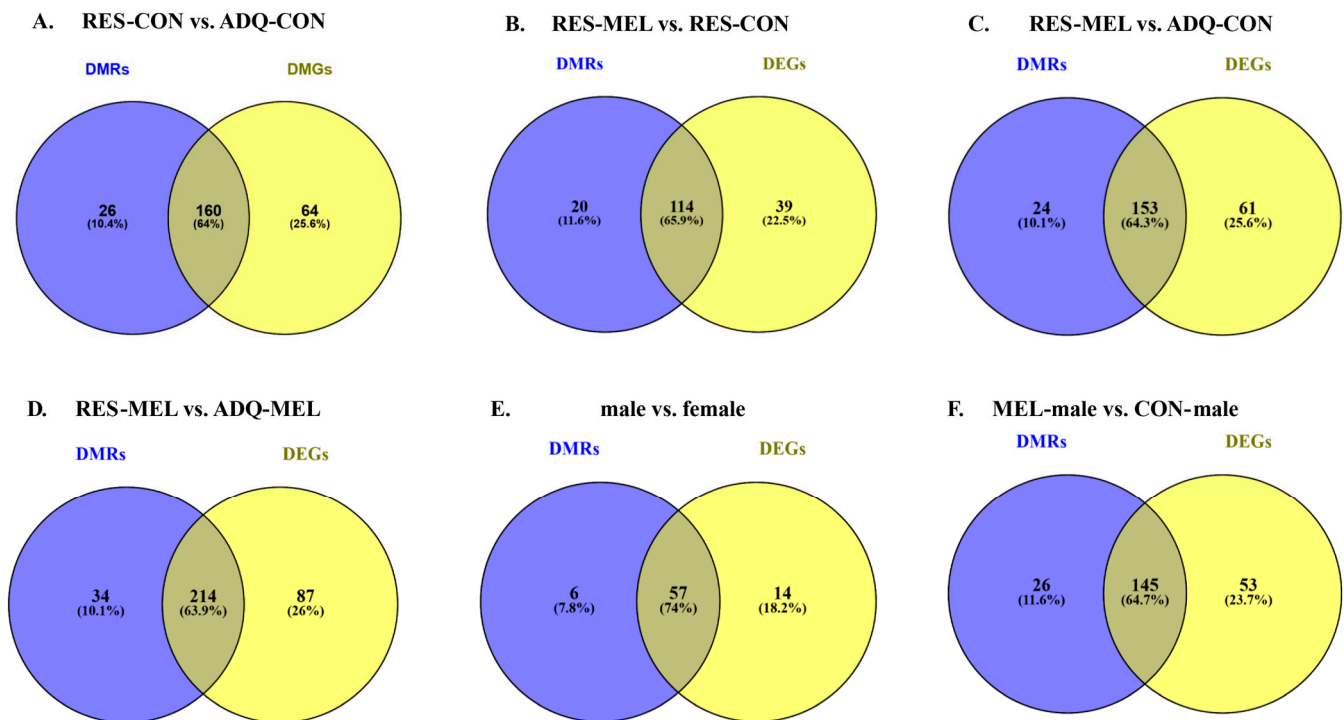 A. RES-CON vs. ADQ-CON
DMRs DMGs
26 160 64
(10.4%) (64%) (25.6%)
B. RES-MEL vs. RES-CON
DMRs DEGs
20 114 39
(11.6%) (65.9%) (22.5%)
C. RES-MEL vs. ADQ-CON
DMRs DEGs
24 153 61
(10.1%) (64.3%) (25.6%)
D. RES-MEL vs. ADQ-MEL
DMRs DEGs
34 214 87
(10.1%) (63.9%) (26%)
E. male vs. female
DMRs DEGs
6 57 14
(7.8%) (74%) (18.2%)
F. MEL-male vs. CON-male
DMRs DEGs
26 145 53
(11.6%) (64.7%) (23.7%)